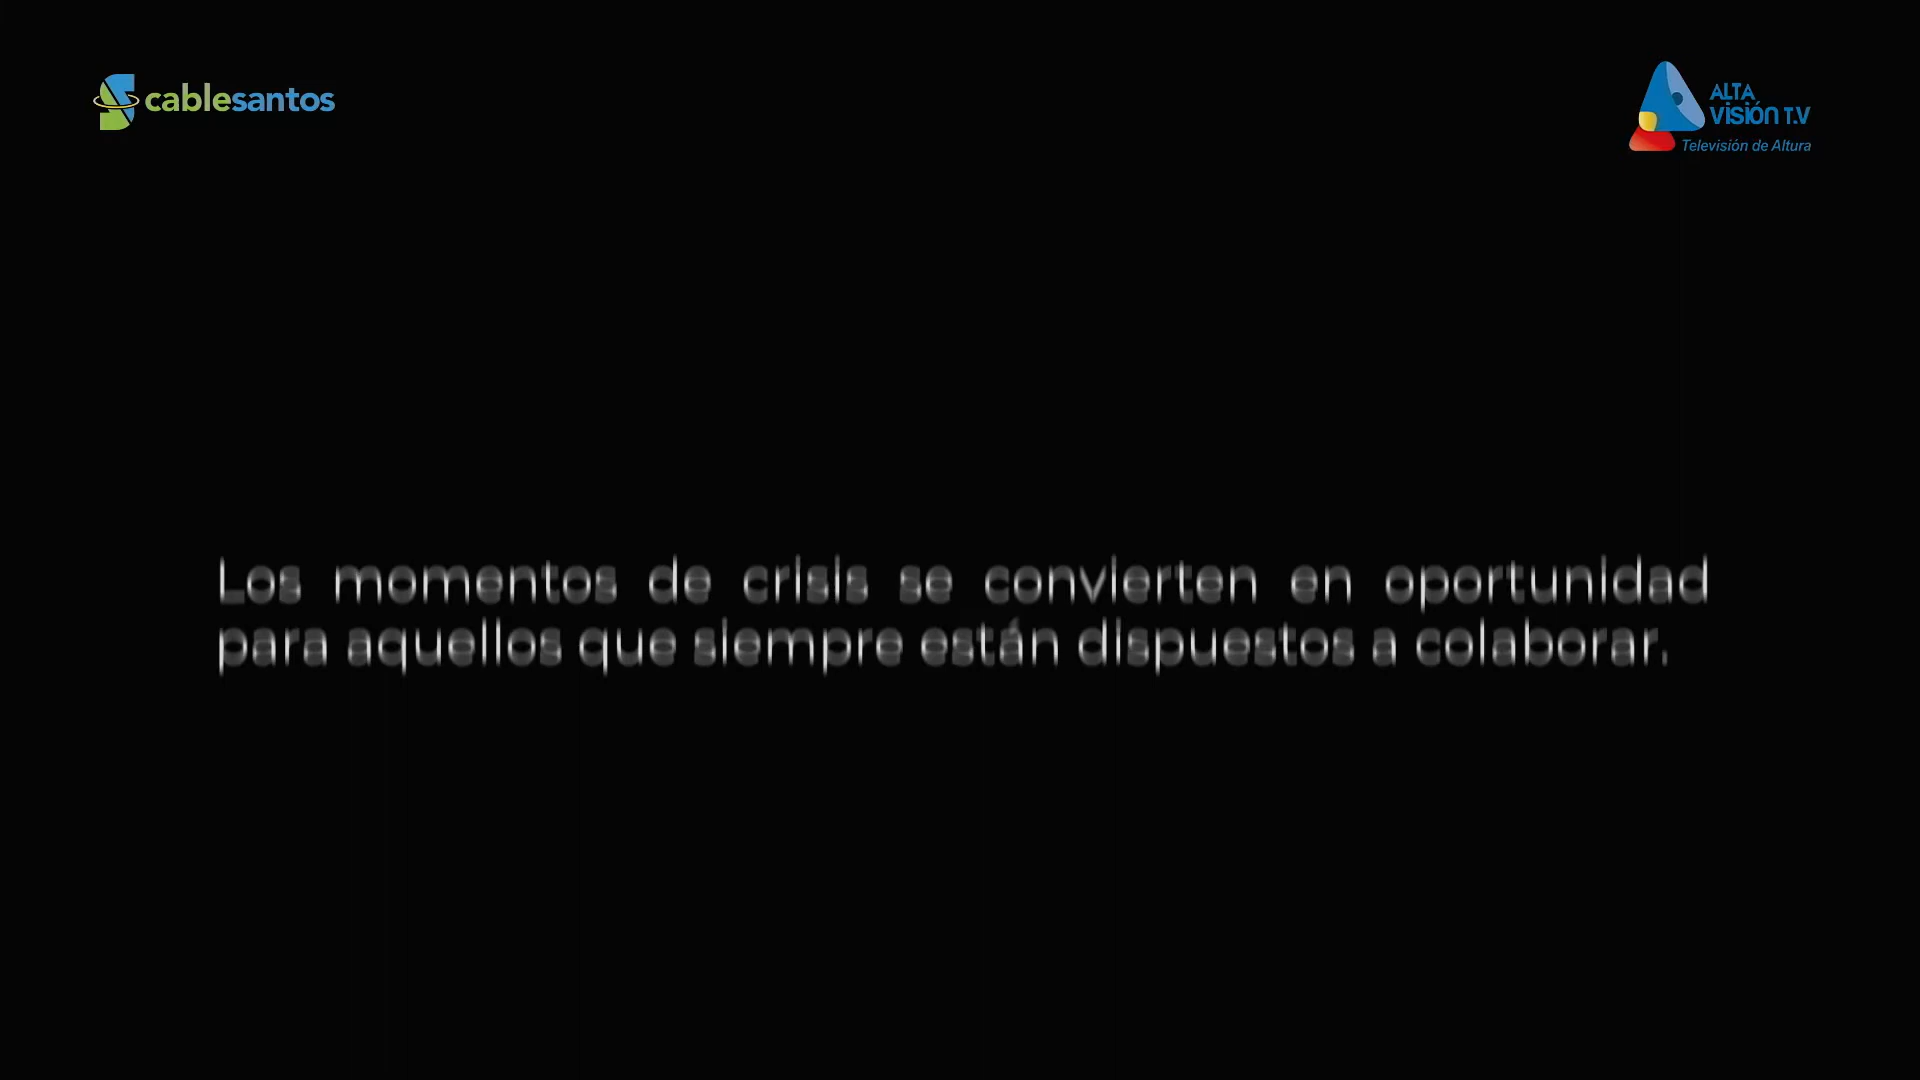 cablesantos
ALTA
VISIÓN T.V
Televisión de Altura
Los momentos de crisis se convierten en oportunidad
para aquellos que siempre están dispuestos a colaborar.